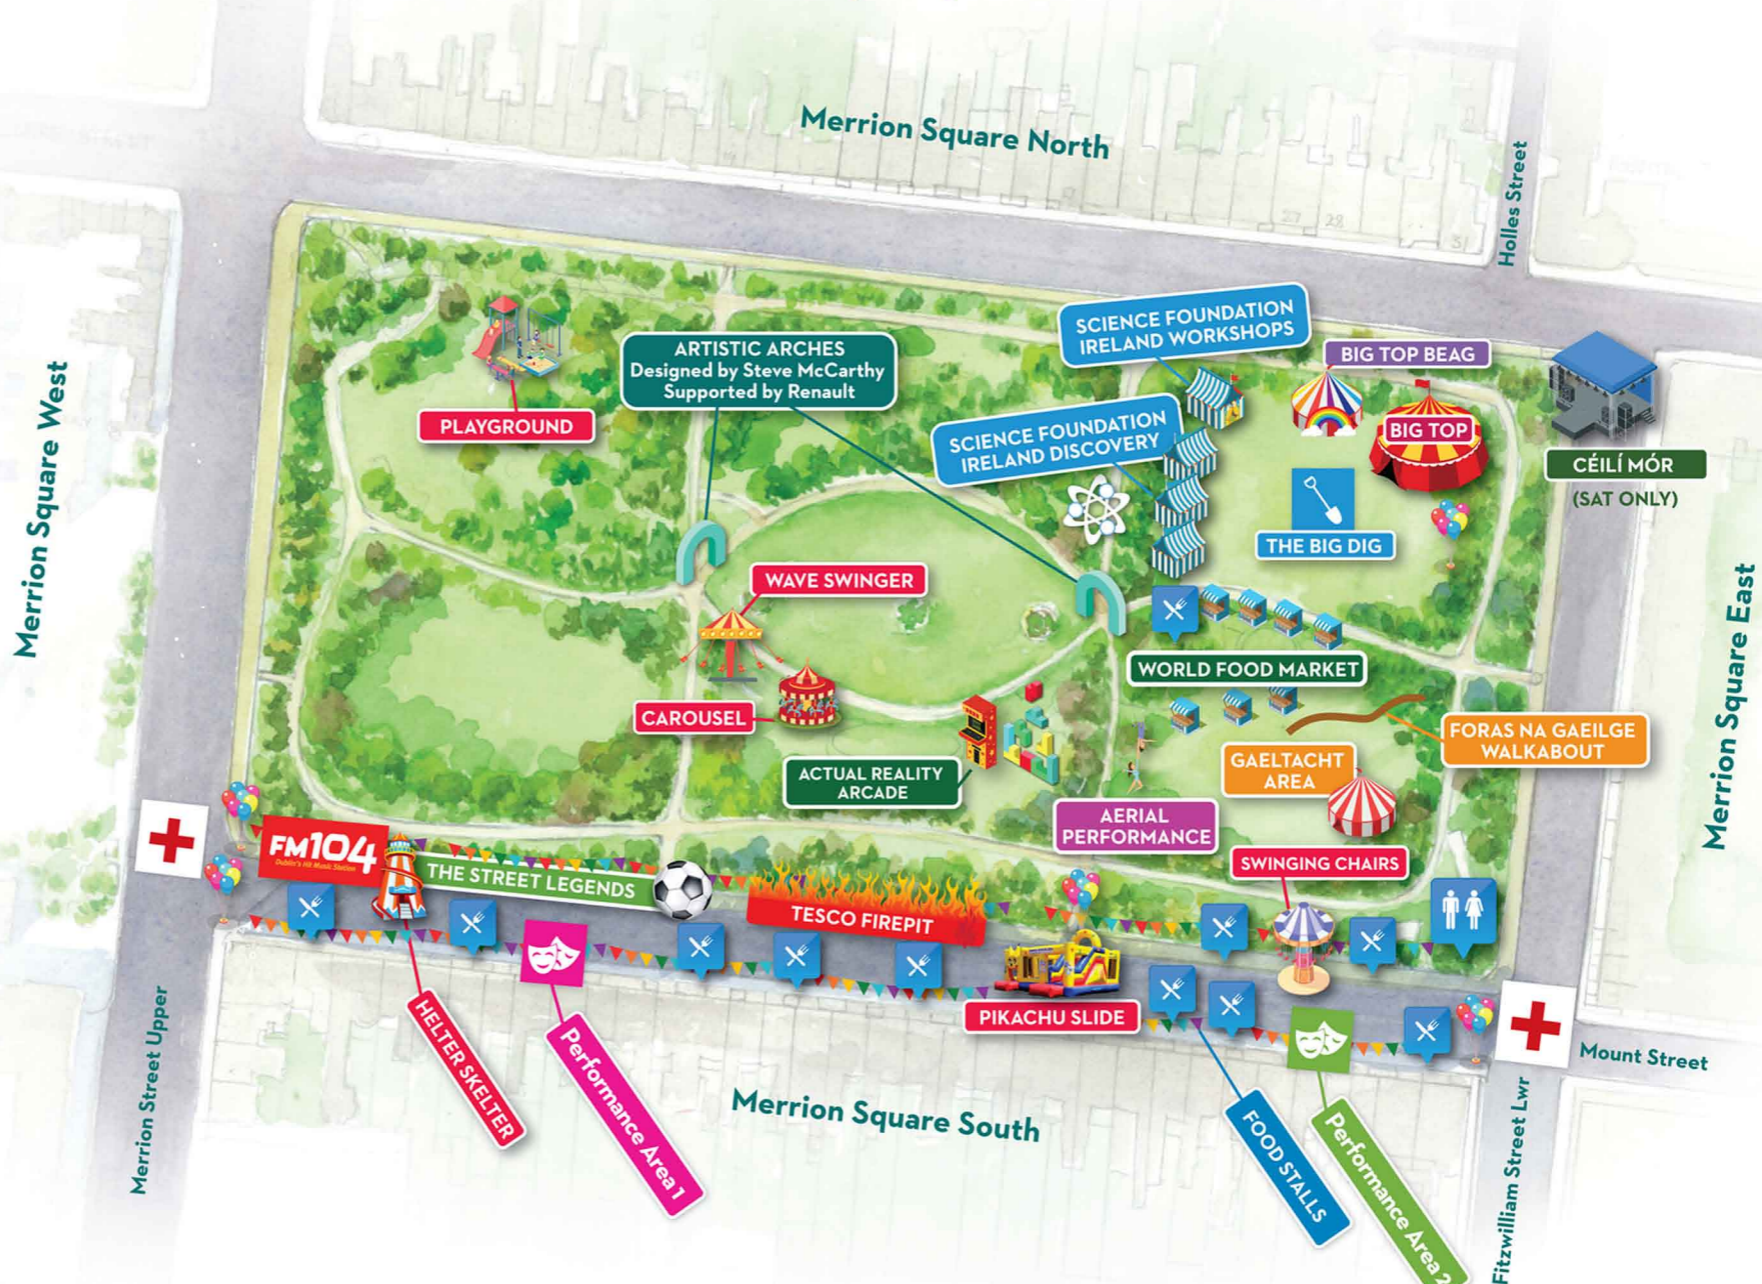 Merrion Square North
Holles Street
Merrion Square West
SCIENCE FOUNDATION
IRELAND WORKSHOPS
BIG TOP BEAG
ARTISTIC ARCHES
Designed by Steve McCarthy
Supported by Renault
PLAYGROUND
SCIENCE FOUNDATION
IRELAND DISCOVERY
BIG TOP
CÉILÍ MÓR
(SAT ONLY)
THE BIG DIG
WAVE SWINGER
WORLD FOOD MARKET
Merrion Square East
CAROUSEL
FORAS NA GAEILGE
WALKABOUT
GAELTACHT
AREA
ACTUAL REALITY
ARCADE
AERIAL
PERFORMANCE
SWINGING CHAIRS
FM104
Dublin's Hit Music Station
THE STREET LEGENDS
TESCO FIREPIT
PIKACHU SLIDE
HELTER SKELTER
Performance Area 1
Merrion Square South
FOOD STALLS
Performance Area 2
Mount Street
Merrion Street Upper
Fitzwilliam Street Lwr